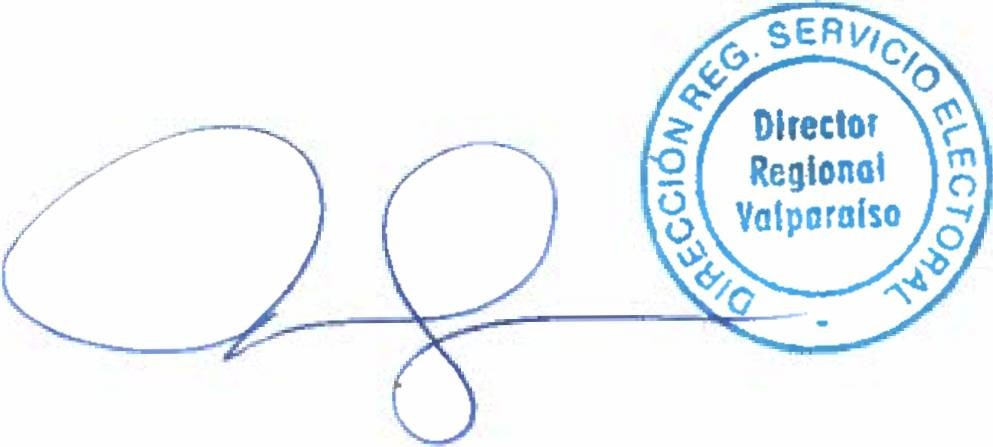 DIRECCIÓN REG. SERVICIO ELECTORAL
Director
Regional
Valparaíso